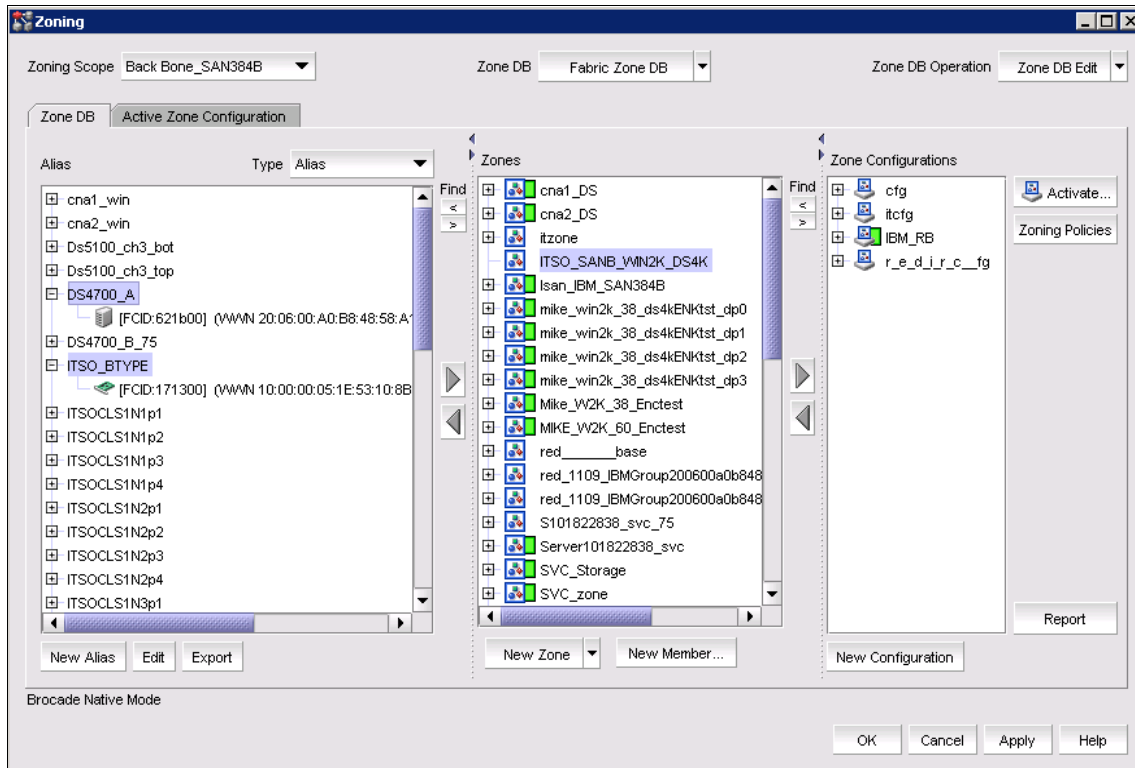 Zoning
Zoning Scope Back Bone_SAN384B Zone DB Fabric Zone DB Zone DB Operation Zone DB Edit
Zone DB Active Zone Configuration
Alias Type Alias
cna1_win
cna2_win
Ds5100_ch3_bot
Ds5100_ch3_top
DS4700_A
[FCID:621b00] (WWN 20:06:00:A0:B8:48:58:A1
DS4700_B_75
ITSO_BTYPE
[FCID:171300] (WWN 10:00:00:05:1E:53:10:8B
ITSOCLS1N1p1
ITSOCLS1N1p2
ITSOCLS1N1p3
ITSOCLS1N1p4
ITSOCLS1N2p1
ITSOCLS1N2p2
ITSOCLS1N2p3
ITSOCLS1N2p4
ITSOCLS1N3p1
New Alias Edit Export
Find
<
>
Zones
cna1_DS
cna2_DS
itzone
ITSO_SANB_WIN2K_DS4K
lsan_IBM_SAN384B
mike_win2k_38_ds4kENKtst_dp0
mike_win2k_38_ds4kENKtst_dp1
mike_win2k_38_ds4kENKtst_dp2
mike_win2k_38_ds4kENKtst_dp3
Mike_W2K_38_Enctest
MIKE_W2K_60_Enctest
red_______base
red_1109_IBMGroup200600a0b848
red_1109_IBMGroup200600a0b848
S101822838_svc_75
Server101822838_svc
SVC_Storage
SVC_zone
New Zone New Member...
Find
<
>
Zone Configurations
cfg
itcfg
IBM_RB
r_e_d_i_r_c__fg
New Configuration
Activate...
Zoning Policies
Report
Brocade Native Mode
OK Cancel Apply Help